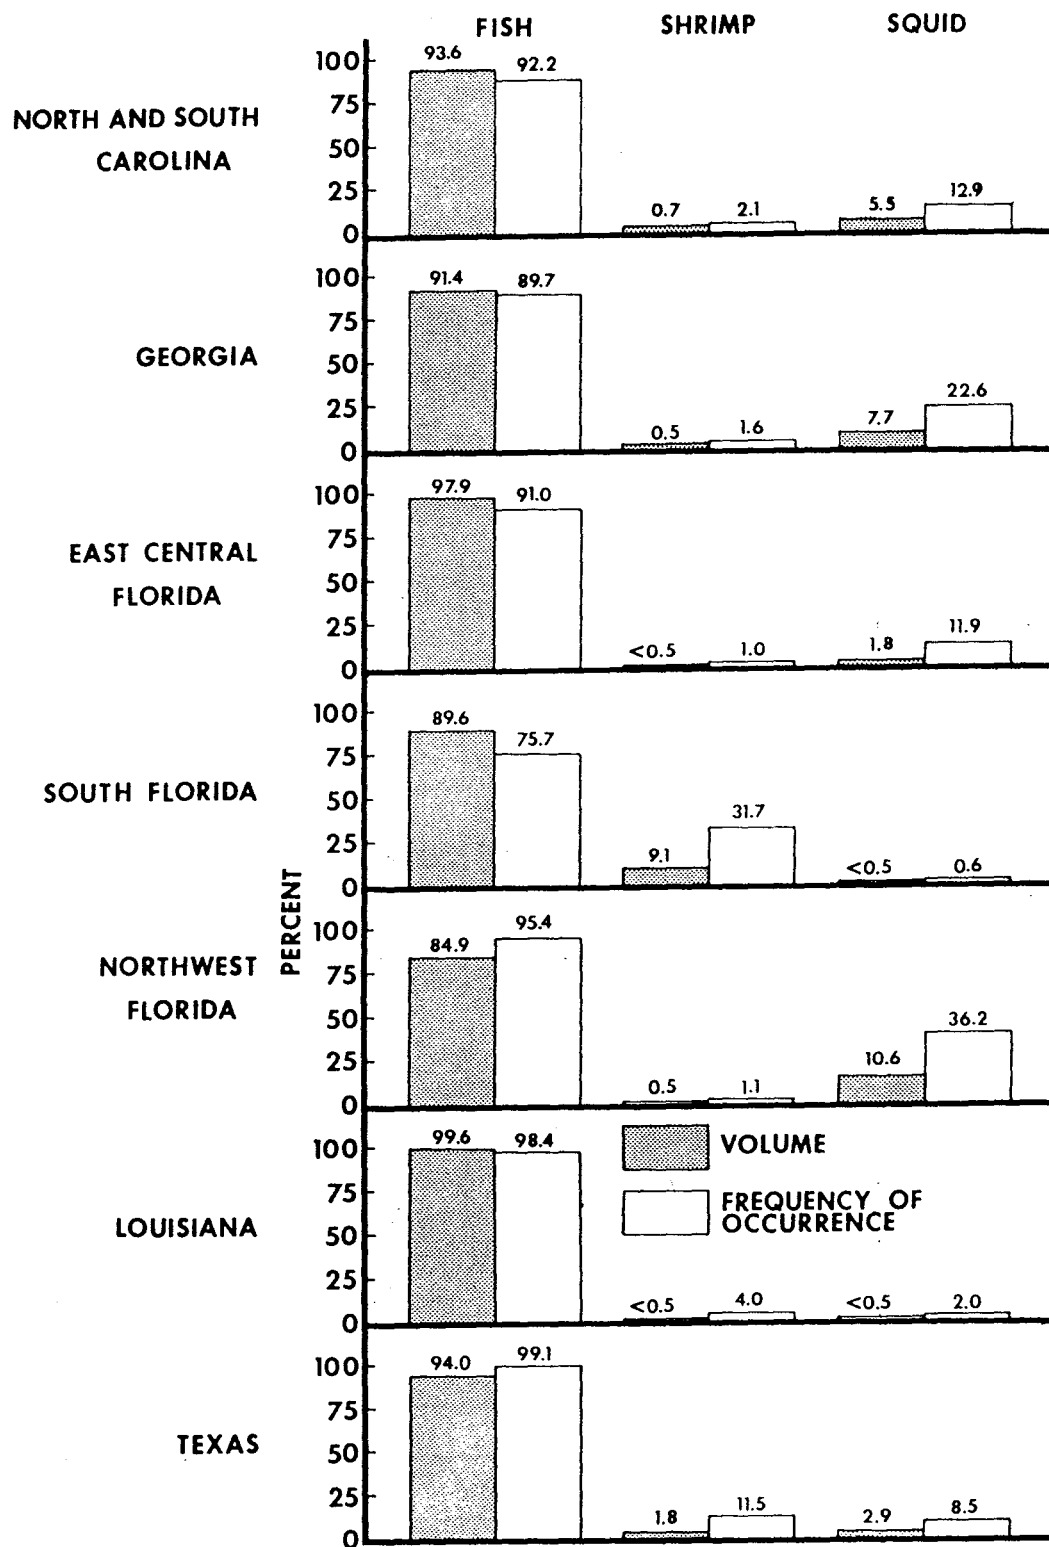 FISH SHRIMP SQUID
NORTH AND SOUTH
CAROLINA
100
75
50
25
0
93.6 92.2 0.7 2.1 5.5 12.9
GEORGIA
100
75
50
25
0
91.4 89.7 0.5 1.6 7.7 22.6
EAST CENTRAL
FLORIDA
100
75
50
25
0
97.9 91.0 <0.5 1.0 1.8 11.9
SOUTH FLORIDA
100
75
50
25
0
89.6 75.7 9.1 31.7 <0.5 0.6
PERCENT
NORTHWEST
FLORIDA
100
75
50
25
0
84.9 95.4 0.5 1.1 10.6 36.2
VOLUME
FREQUENCY OF
OCCURRENCE
LOUISIANA
100
75
50
25
0
99.6 98.4 <0.5 4.0 <0.5 2.0
TEXAS
100
75
50
25
0
94.0 99.1 1.8 11.5 2.9 8.5